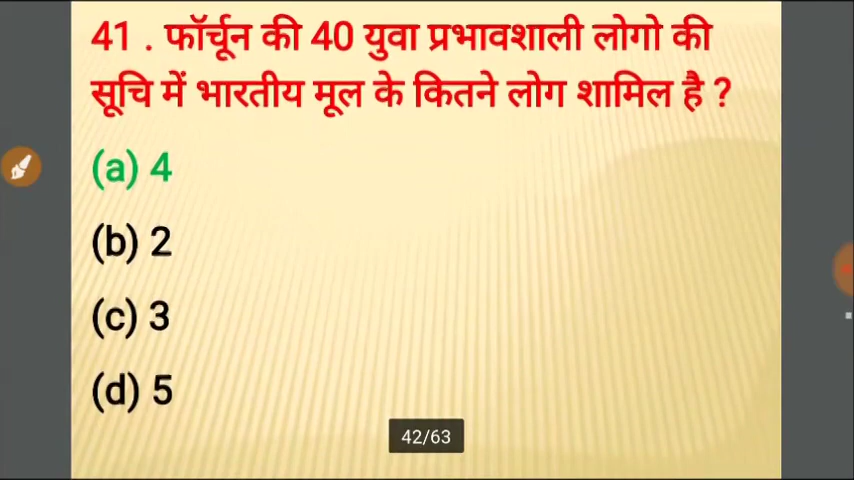 41 . फॉर्चून की 40 युवा प्रभावशाली लोगो की
सूचि में भारतीय मूल के कितने लोग शामिल है ?
(a) 4
(b) 2
(c) 3
(d) 5
42/63